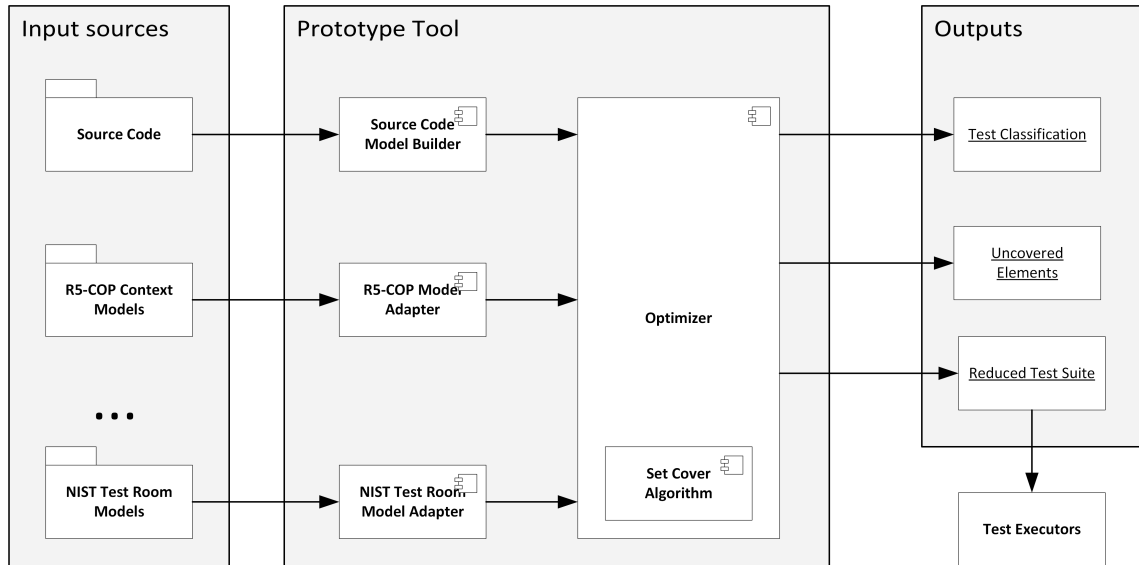 Input sources
Prototype Tool
Outputs
Source Code
Source Code
Model Builder
Test Classification
Uncovered
Elements
R5-COP Context
Models
R5-COP Model
Adapter
Optimizer
Reduced Test Suite
...
NIST Test Room
Models
NIST Test Room
Model Adapter
Set Cover
Algorithm
Test Executors